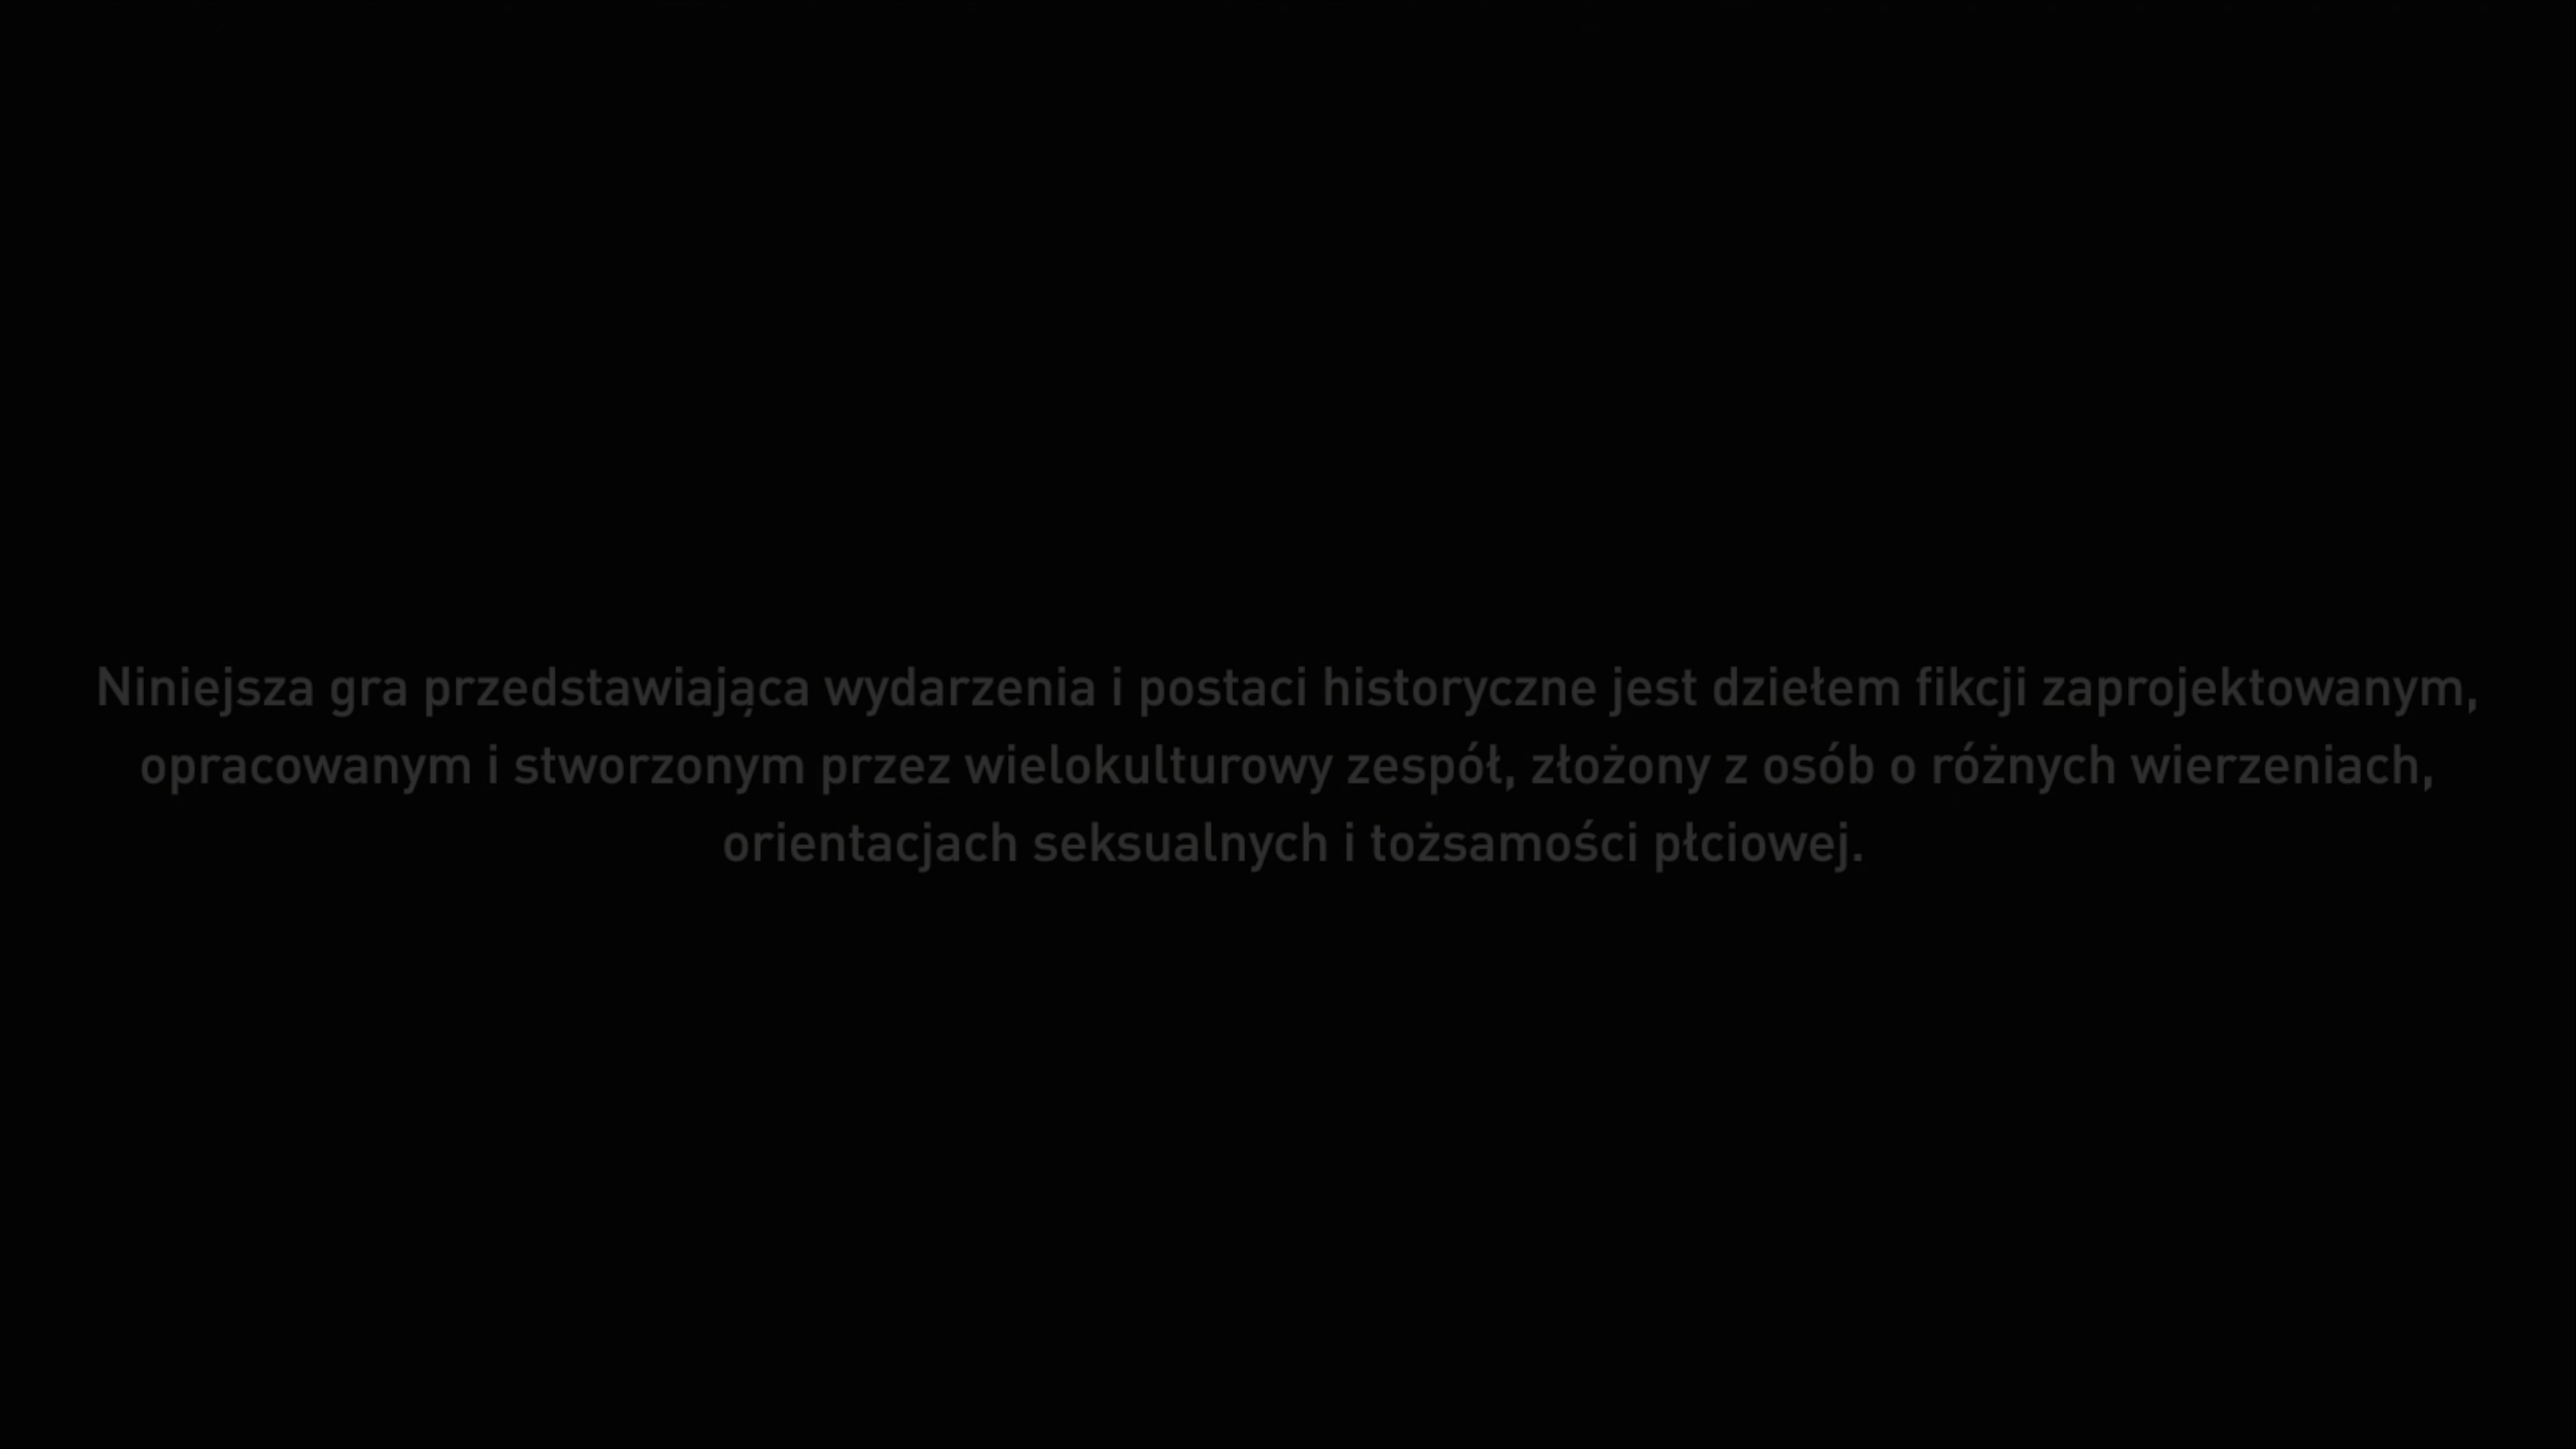 Niniejsza gra przedstawiająca wydarzenia i postaci historyczne jest dziełem fikcji zaprojektowanym,
opracowanym i stworzonym przez wielokulturowy zespół, złożony z osób o różnych wierzeniach,
orientacjach seksualnych i tożsamości płciowej.